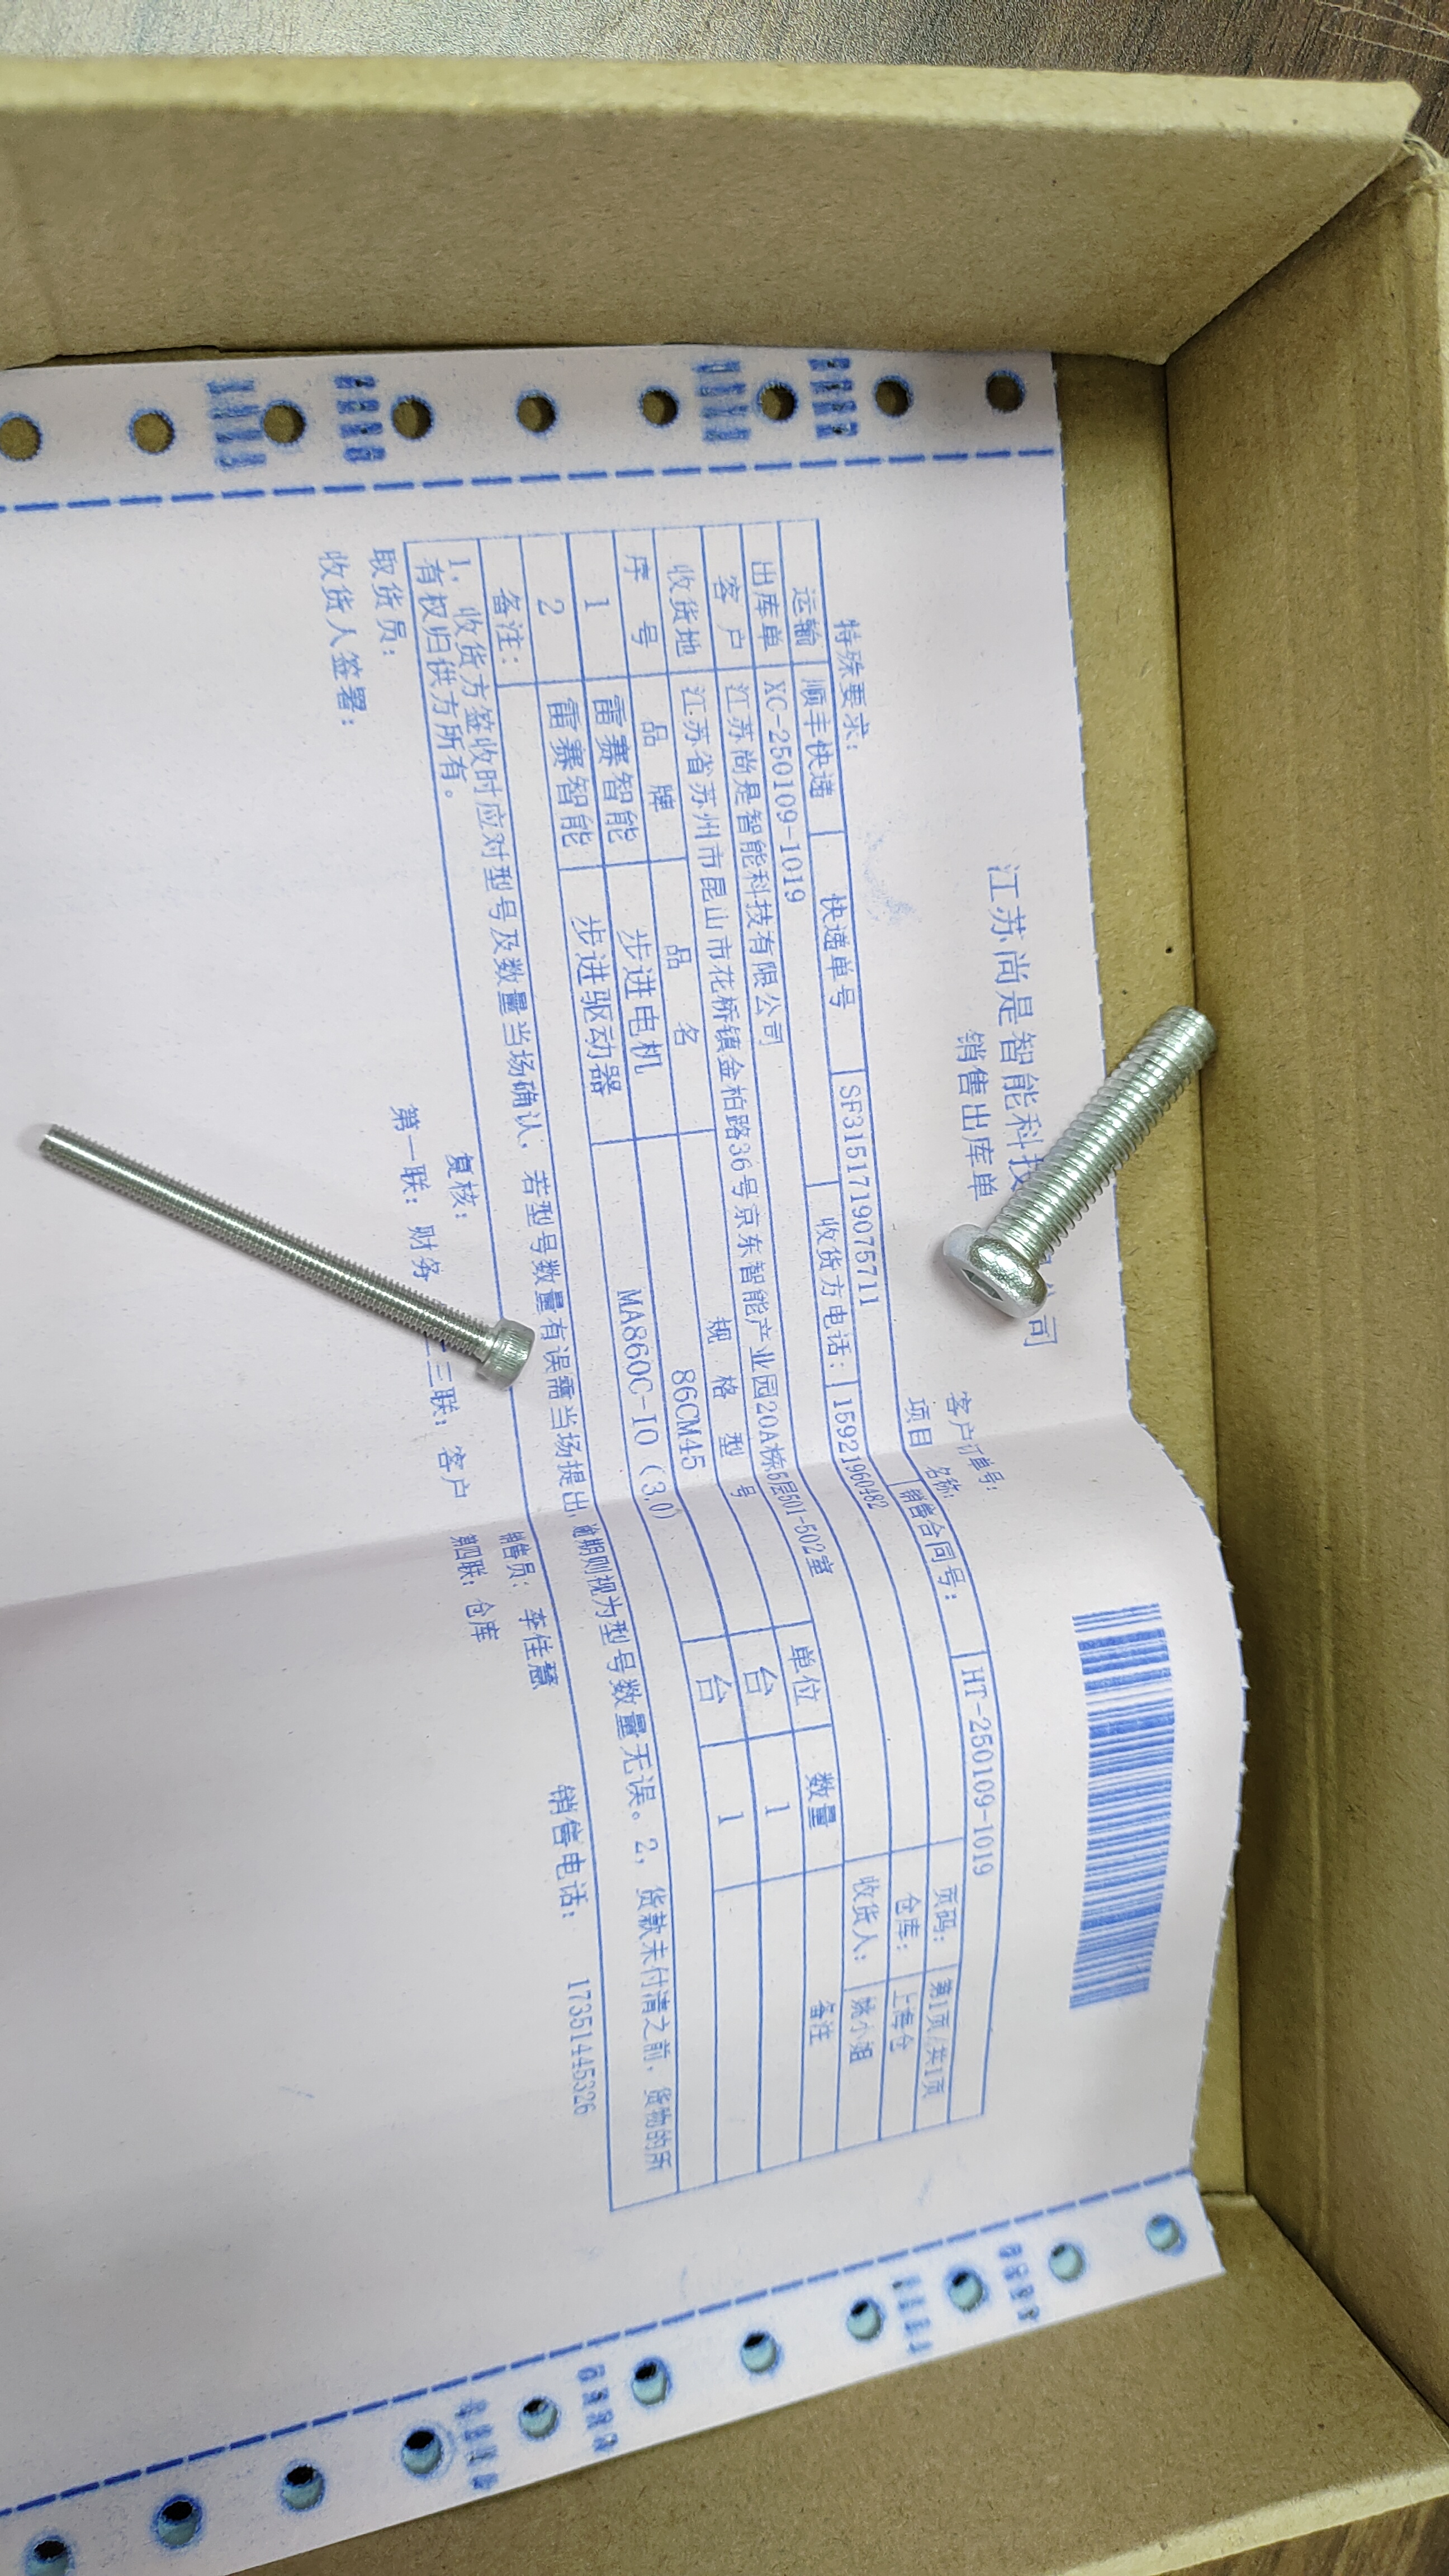 江苏尚是智能科技 公司
销售出库单
客户订单号:
特殊要求: 项目 名称: 页码: 第1页/共1页
运输 顺丰快递 快递单号 SF3151719075711 销售合同号: HT-250109-1019
出库单 XC-250109-1019 收货方电话: 15921960482 仓库: 上海仓
客户 江苏尚是智能科技有限公司 收货人: 姚小姐
收货地 江苏省苏州市昆山市花桥镇金柏路36号京东智能产业园20A栋5层501-502室
序号 品牌 品名 规格型号 单位 数量 备注
1 雷赛智能 步进电机 86CM45 台 1
2 雷赛智能 步进驱动器 MA860C-IO (3.0) 台 1
备注:
1, 收货方签收时应对型号及数量当场确认, 若型号数量有误需当场提出, 逾期则视为型号数量无误。2, 货款未付清之前, 货物的所
有权归供方所有。
取货员: 复核: 销售员: 李佳慧 销售电话: 17351445326
收货人签署: 第一联: 财务 三联: 客户 第四联: 仓库